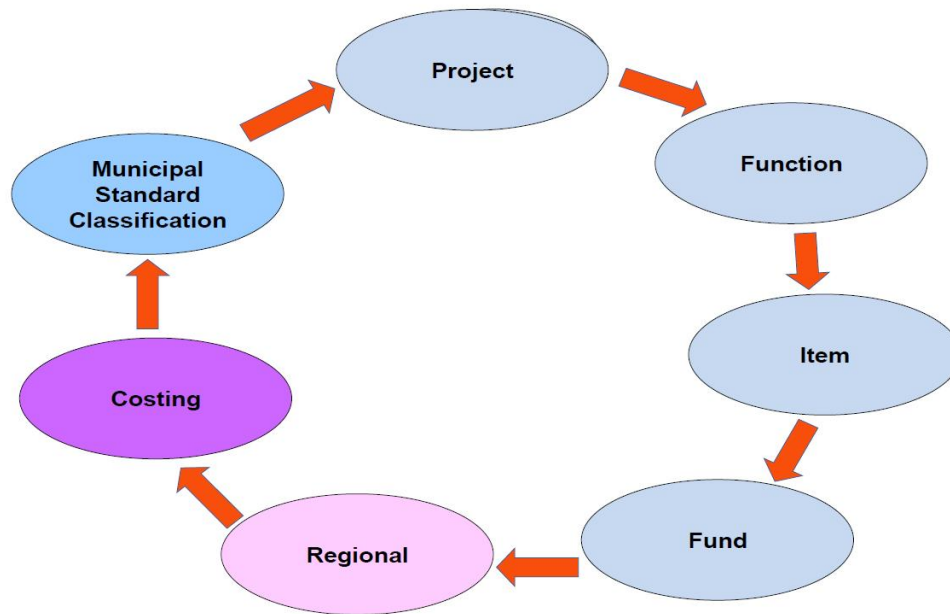 Project
Function
Item
Fund
Regional
Costing
Municipal
Standard
Classification